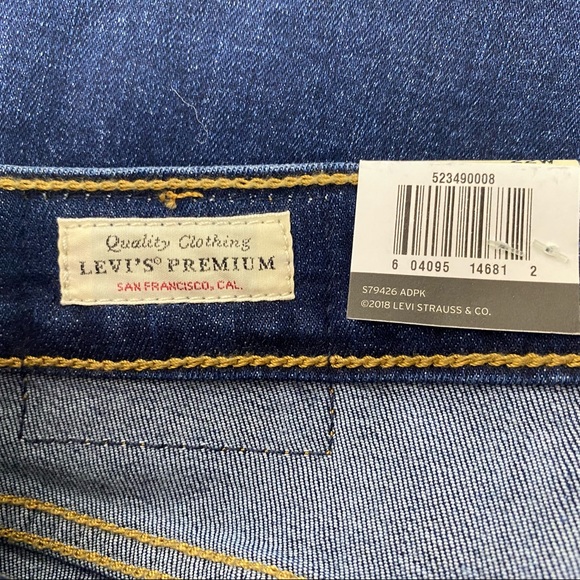 Quality Clothing
LEVI'S® PREMIUM
SAN FRANCISCO, CAL.
523490008
6 04095 14681 2
S79426 ADPK
©2018 LEVI STRAUSS & CO.